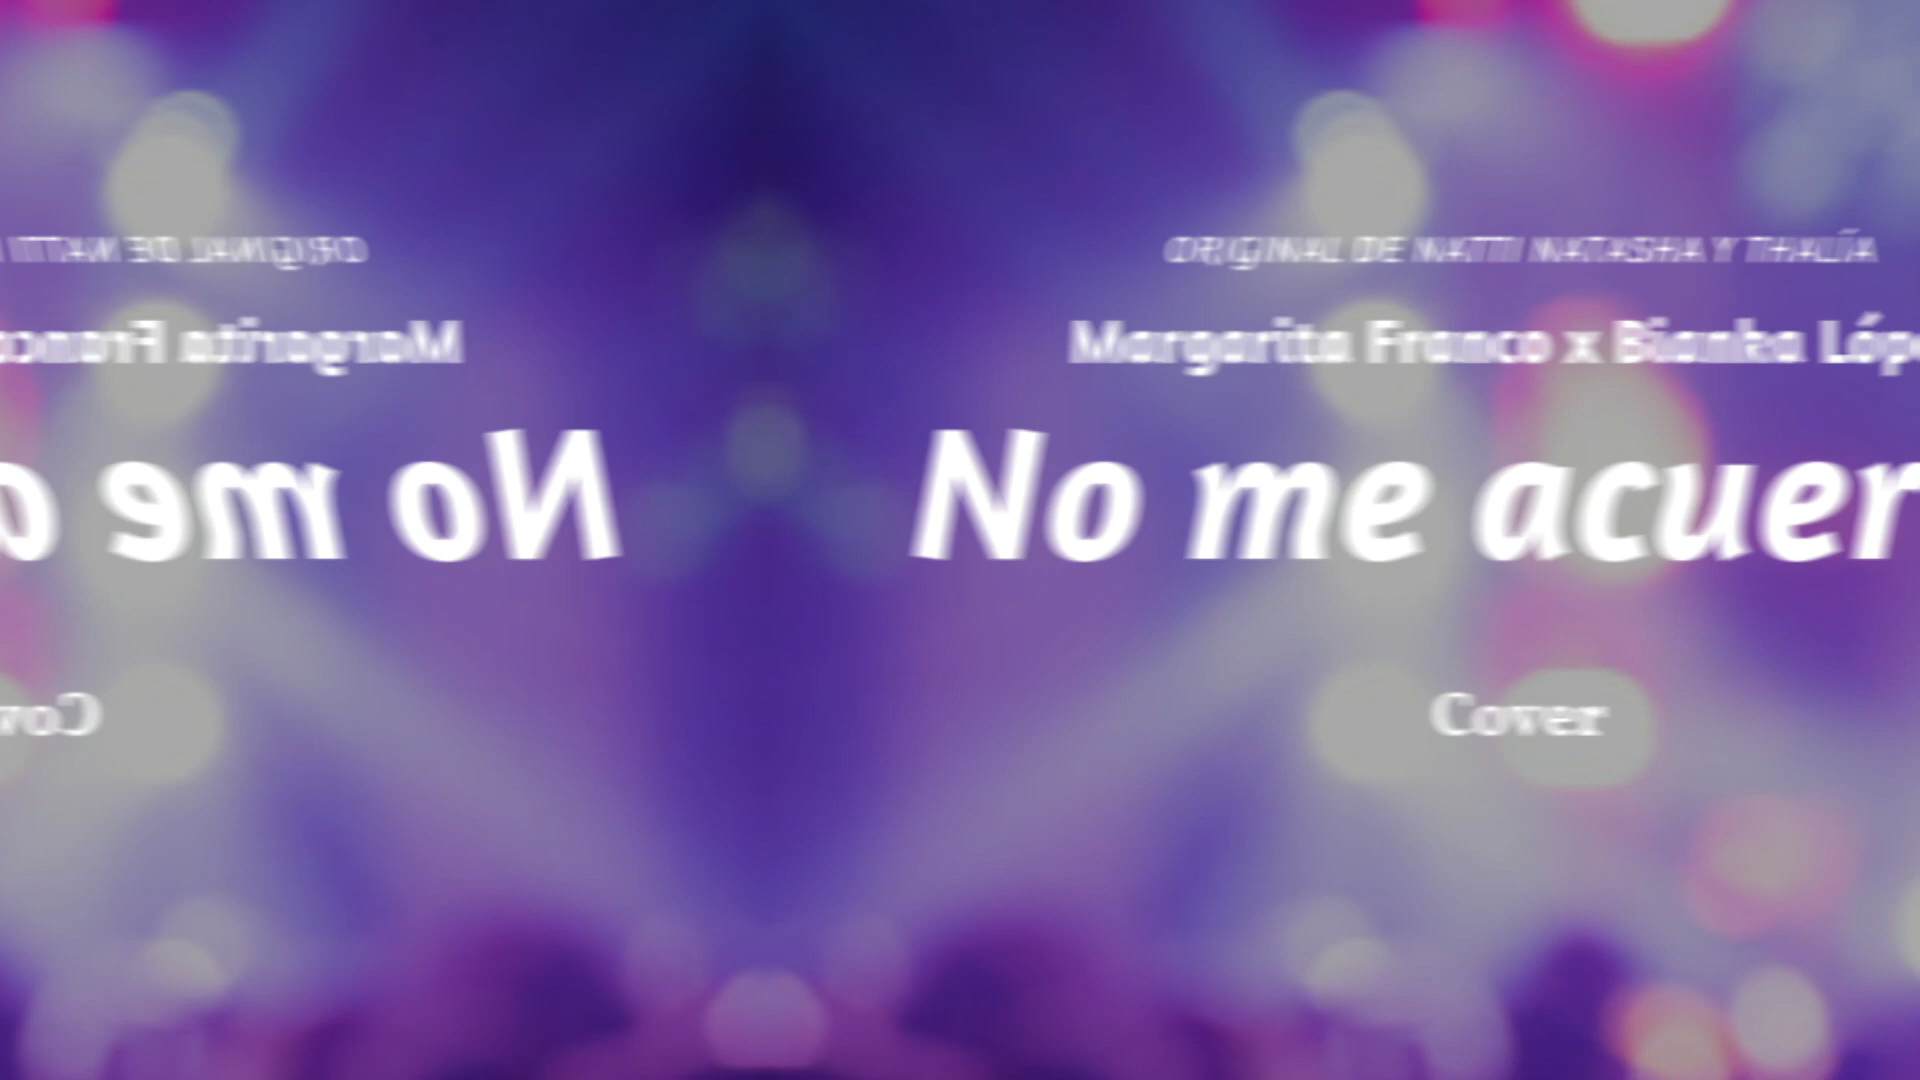 ORIGINAL DE NATTI NATASHA Y THALÍA
Margarita Franco x Bianka Lópe
No me acuer
Cover